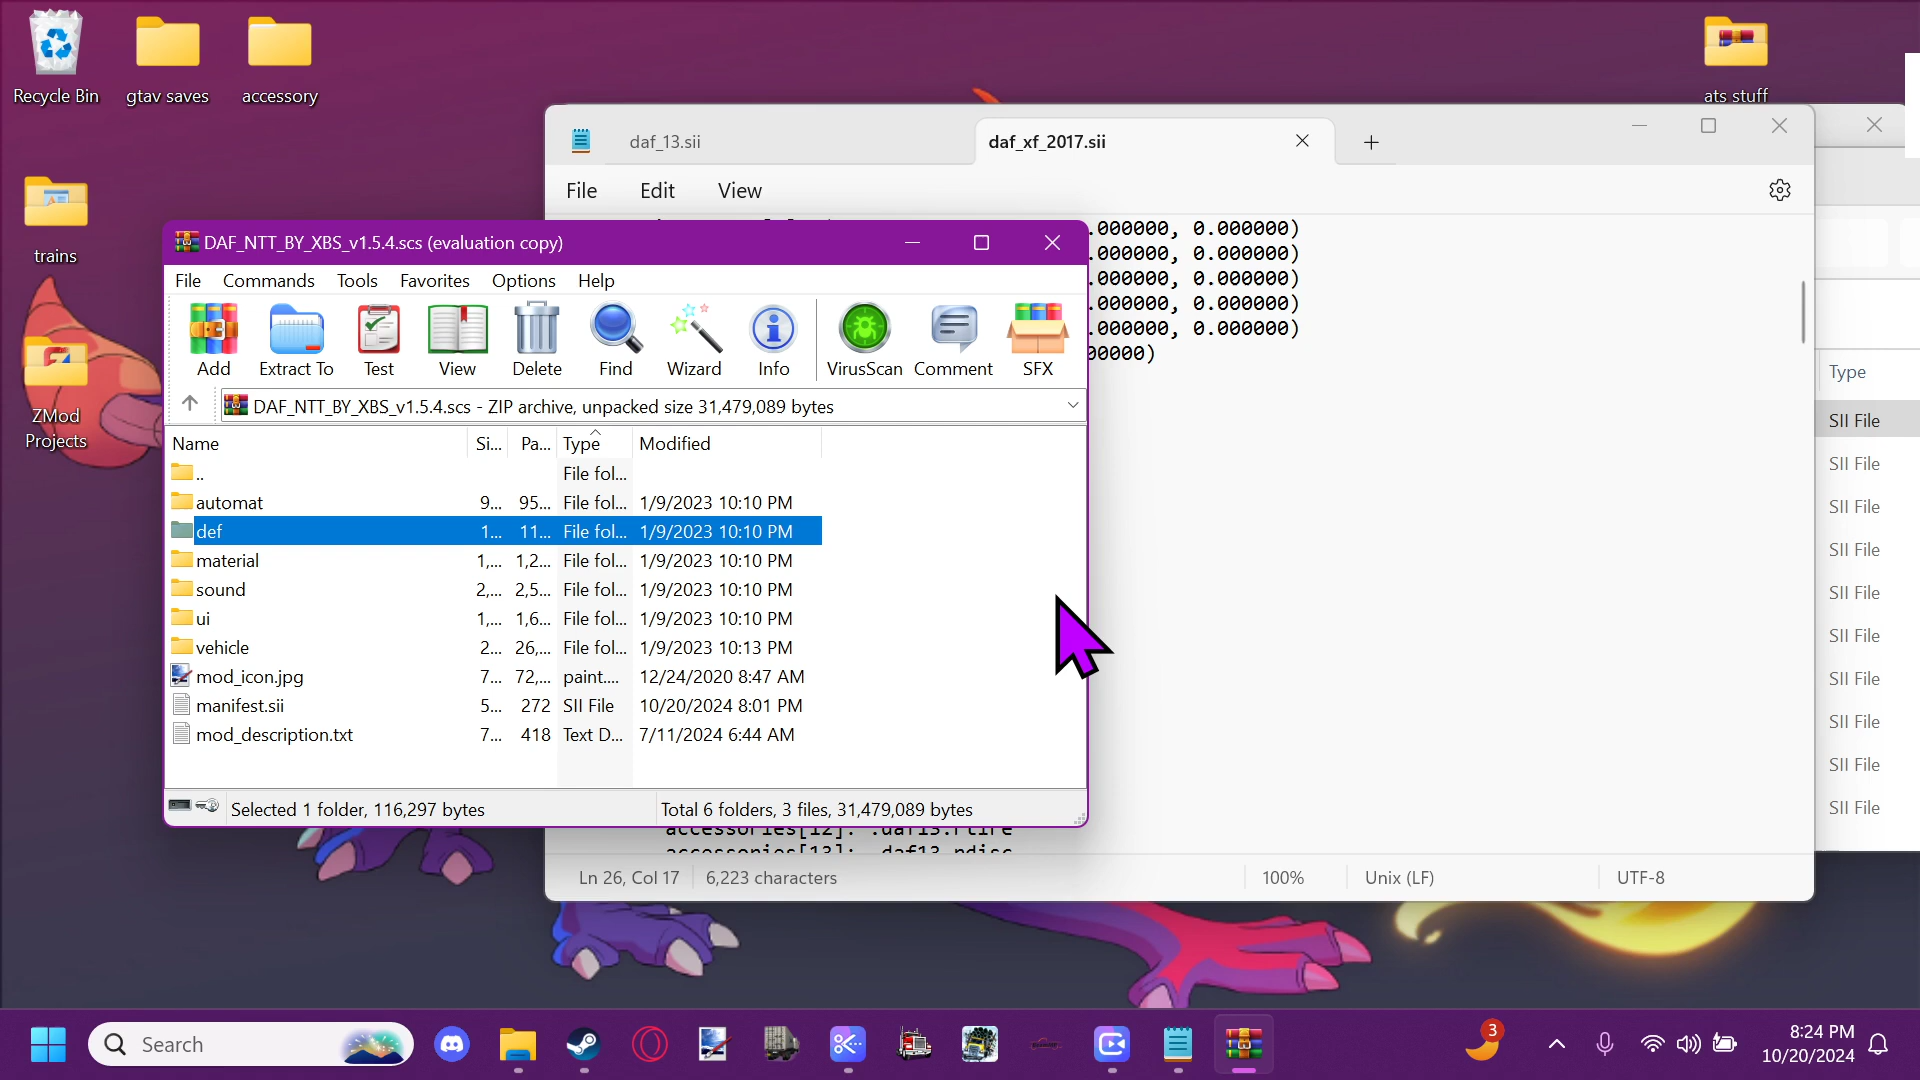 Recycle Bin
gtav saves
accessory
ats stuff
trains
ZMod
Projects
daf_13.sii
daf_xf_2017.sii
File
Edit
View
.000000, 0.000000)
.000000, 0.000000)
.000000, 0.000000)
.000000, 0.000000)
.000000, 0.000000)
00000)
DAF_NTT_BY_XBS_v1.5.4.scs (evaluation copy)
File Commands Tools Favorites Options Help
Add Extract To Test View Delete Find Wizard Info VirusScan Comment SFX
DAF_NTT_BY_XBS_v1.5.4.scs - ZIP archive, unpacked size 31,479,089 bytes
Name Si... Pa... Type Modified
.. File fol...
automat 9... 95... File fol... 1/9/2023 10:10 PM
def 1... 11... File fol... 1/9/2023 10:10 PM
material 1,... 1,2... File fol... 1/9/2023 10:10 PM
sound 2,... 2,5... File fol... 1/9/2023 10:10 PM
ui 1,... 1,6... File fol... 1/9/2023 10:10 PM
vehicle 2... 26,... File fol... 1/9/2023 10:13 PM
mod_icon.jpg 7... 72,... paint.... 12/24/2020 8:47 AM
manifest.sii 5... 272 SII File 10/20/2024 8:01 PM
mod_description.txt 7... 418 Text D... 7/11/2024 6:44 AM
Selected 1 folder, 116,297 bytes
Total 6 folders, 3 files, 31,479,089 bytes
accessories[12]: .daf13.rtire
accessories[13]: .daf13.rdisc
Ln 26, Col 17
6,223 characters
100%
Unix (LF)
UTF-8
Type
SII File
SII File
SII File
SII File
SII File
SII File
SII File
SII File
SII File
SII File
Search
3
8:24 PM
10/20/2024